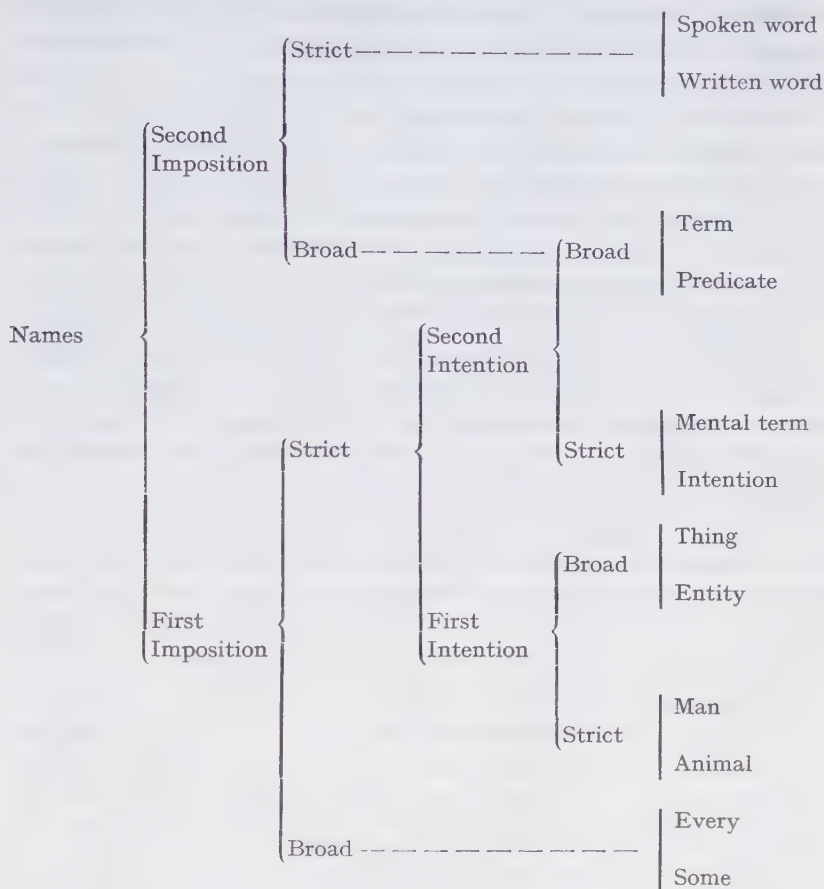 Spoken word
Strict
Written word
Second
Imposition
Term
Broad
Broad
Predicate
Names
Second
Intention
Mental term
Strict
Strict
Intention
Thing
Broad
Entity
First
Imposition
First
Intention
Man
Strict
Animal
Every
Broad
Some